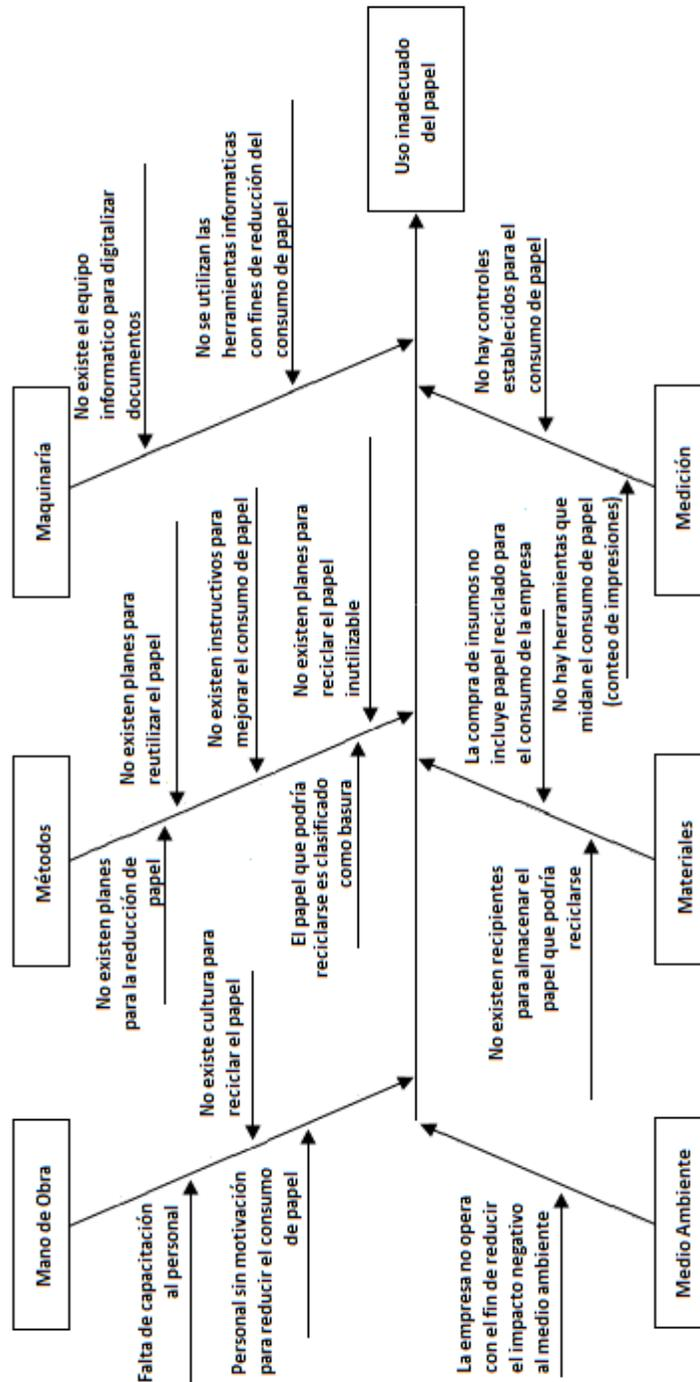 Mano de Obra
Métodos
Maquinaría
Falta de capacitación
al personal
No existe cultura para
reciclar el papel
Personal sin motivación
para reducir el consumo
de papel
No existen planes
para la reducción de
papel
No existen planes para
reutilizar el papel
No existen instructivos para
mejorar el consumo de papel
El papel que podría
reciclarse es clasificado
como basura
No existen planes para
reciclar el papel
inutilizable
No existe el equipo
informatico para digitalizar
documentos
No se utilizan las
herramientas informaticas
con fines de reducción del
consumo de papel
Uso inadecuado
del papel
La empresa no opera
con el fin de reducir
el impacto negativo
al medio ambiente
No existen recipientes
para almacenar el
papel que podría
reciclarse
La compra de insumos no
incluye papel reciclado para
el consumo de la empresa
No hay herramientas que
midan el consumo de papel
(conteo de impresiones)
No hay controles
establecidos para el
consumo de papel
Medio Ambiente
Materiales
Medición